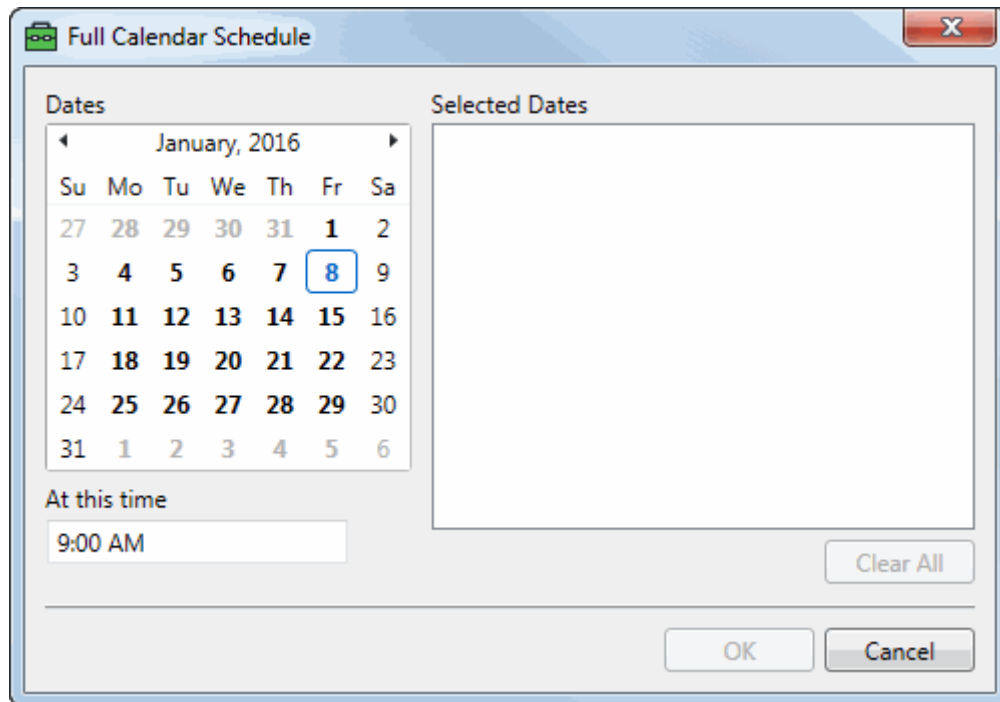 Full Calendar Schedule
Dates
January, 2016
Su Mo Tu We Th Fr Sa
27 28 29 30 31 1 2
3 4 5 6 7 8 9
10 11 12 13 14 15 16
17 18 19 20 21 22 23
24 25 26 27 28 29 30
31 1 2 3 4 5 6
At this time
9:00 AM
Selected Dates
Clear All
OK Cancel